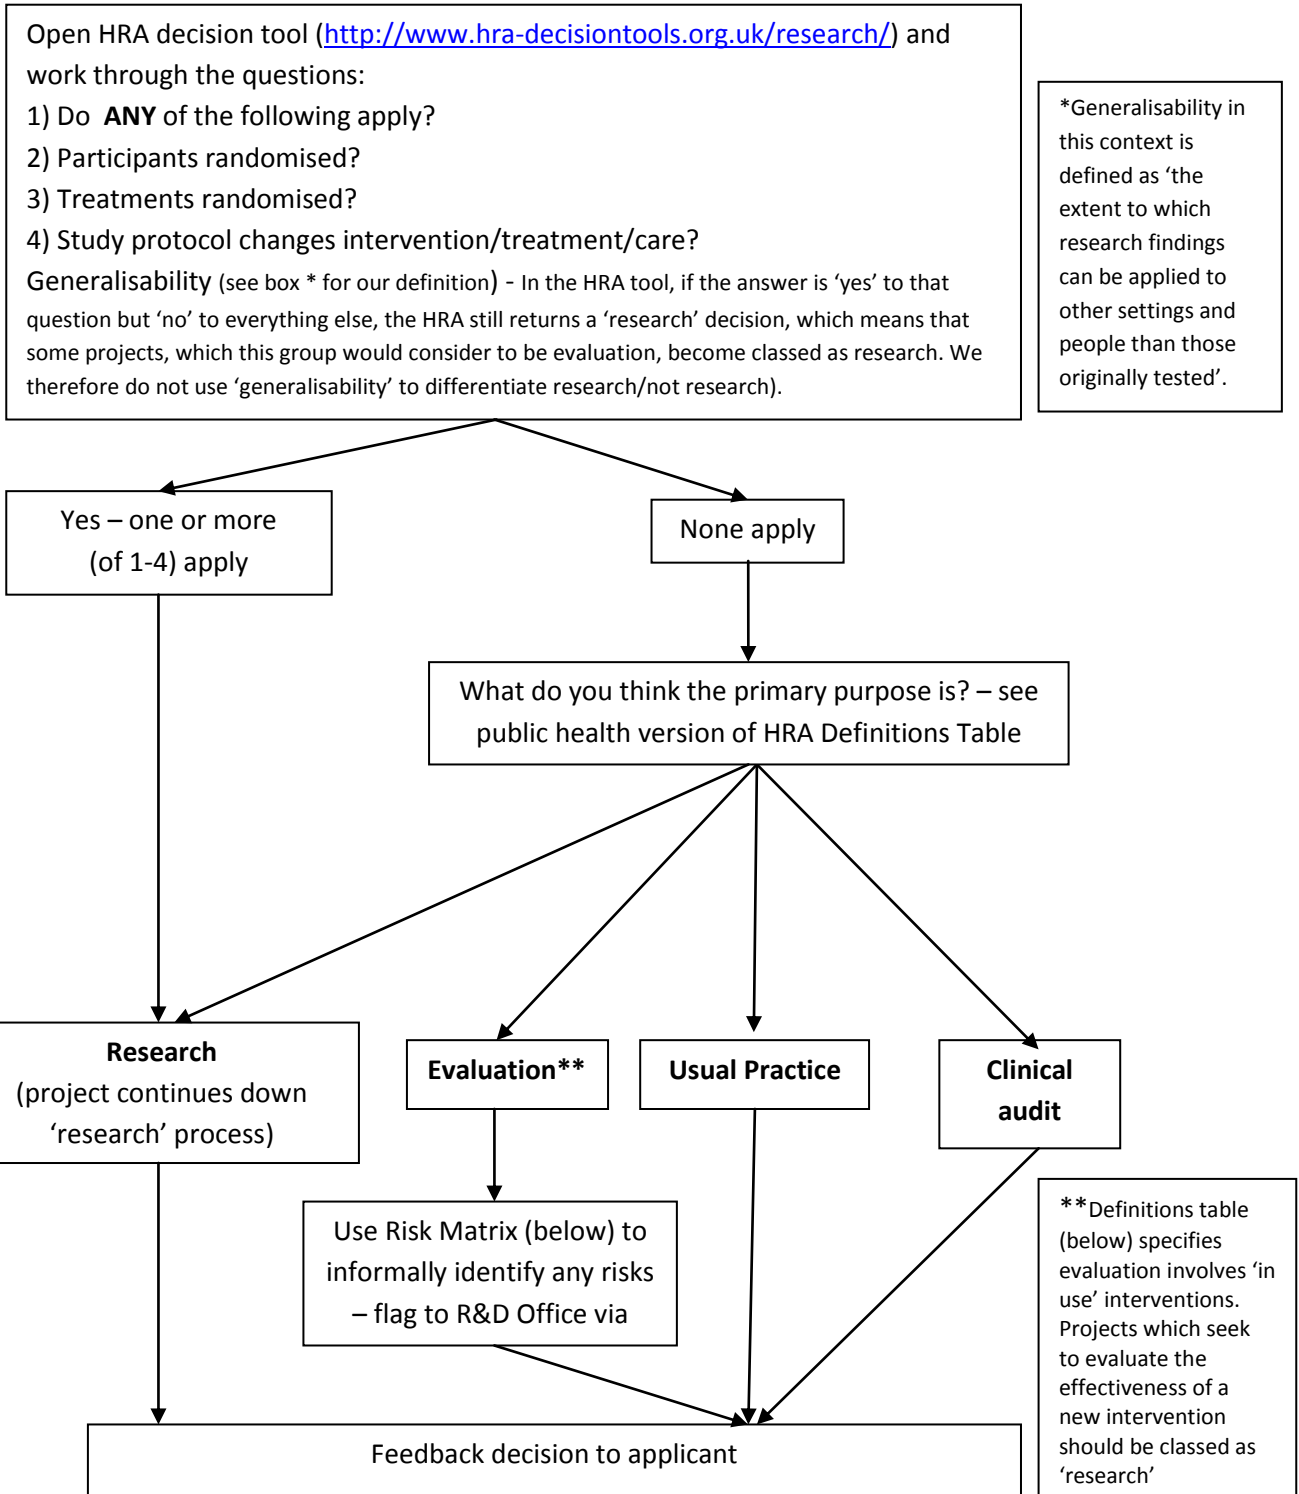 Open HRA decision tool (http://www.hra-decisiontools.org.uk/research/) and
work through the questions:
1) Do ANY of the following apply?
2) Participants randomised?
3) Treatments randomised?
4) Study protocol changes intervention/treatment/care?
Generalisability (see box * for our definition) - In the HRA tool, if the answer is ‘yes’ to that
question but ‘no’ to everything else, the HRA still returns a ‘research’ decision, which means that
some projects, which this group would consider to be evaluation, become classed as research. We
therefore do not use ‘generalisability’ to differentiate research/not research).
*Generalisability in
this context is
defined as ‘the
extent to which
research findings
can be applied to
other settings and
people than those
originally tested’.
Yes – one or more
(of 1-4) apply
None apply
What do you think the primary purpose is? – see
public health version of HRA Definitions Table
Research
(project continues down
‘research’ process)
Evaluation**
Usual Practice
Clinical
audit
Use Risk Matrix (below) to
informally identify any risks
– flag to R&D Office via
**Definitions table
(below) specifies
evaluation involves ‘in
use’ interventions.
Projects which seek
to evaluate the
effectiveness of a
new intervention
should be classed as
‘research’
Feedback decision to applicant